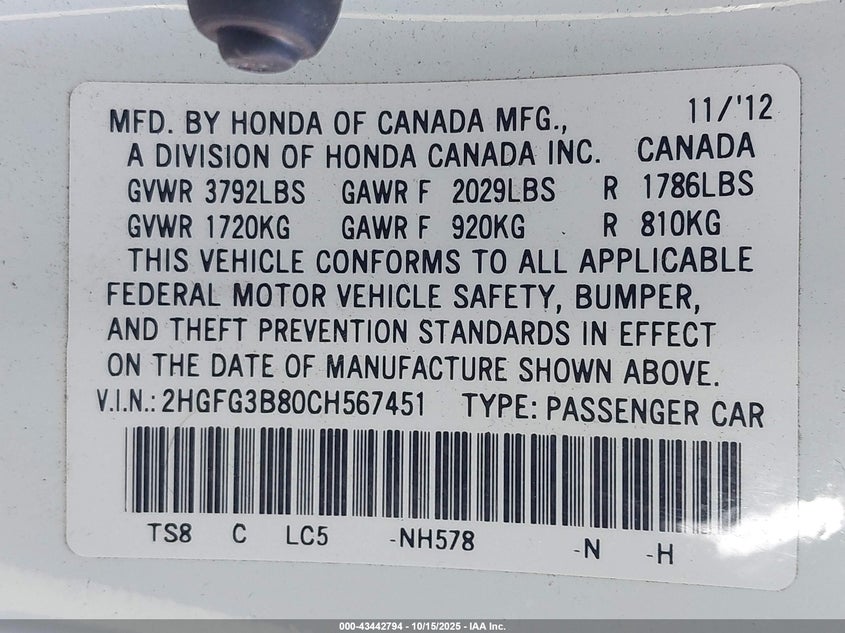 MFD. BY HONDA OF CANADA MFG., 11/'12
A DIVISION OF HONDA CANADA INC. CANADA
GVWR 3792LBS GAWR F 2029LBS R 1786LBS
GVWR 1720KG GAWR F 920KG R 810KG
THIS VEHICLE CONFORMS TO ALL APPLICABLE
FEDERAL MOTOR VEHICLE SAFETY, BUMPER,
AND THEFT PREVENTION STANDARDS IN EFFECT
ON THE DATE OF MANUFACTURE SHOWN ABOVE.
V.I.N.: 2HGFG3B80CH567451 TYPE: PASSENGER CAR
TS8 C LC5 -NH578 -N -H
000-43442794 - 10/15/2025 - IAA Inc.